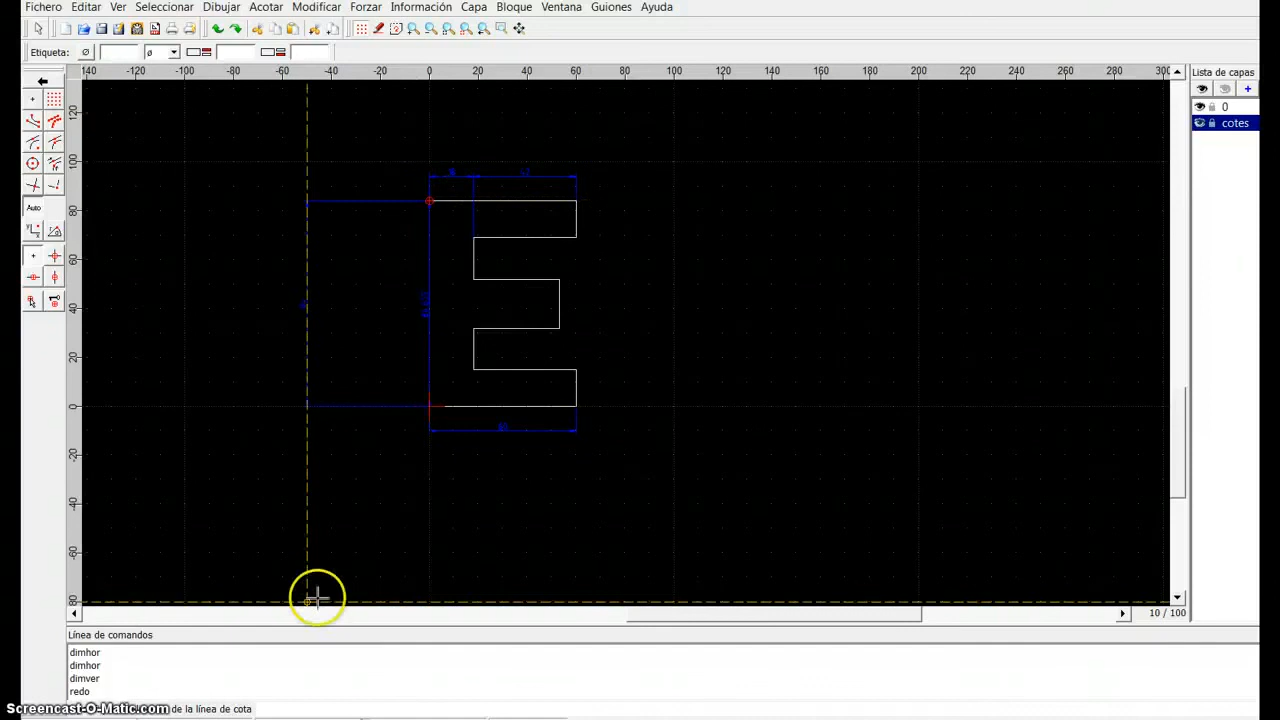 Fichero Editar Ver Seleccionar Dibujar Acotar Modificar Forzar Información Capa Bloque Ventana Guiones Ayuda
Etiqueta: ø ø
140 -120 -100 -80 -60 -40 -20 0 20 40 60 80 100 120 140 160 180 200 220 240 260 280 300
Lista de capas
0
cotes
120
100
80
60
40
20
0
-20
-40
-60
80
Auto
47
60
10 / 100
Línea de comandos
dimhor
dimhor
dimver
redo
Screencast-O-Matic.com de la línea de cota